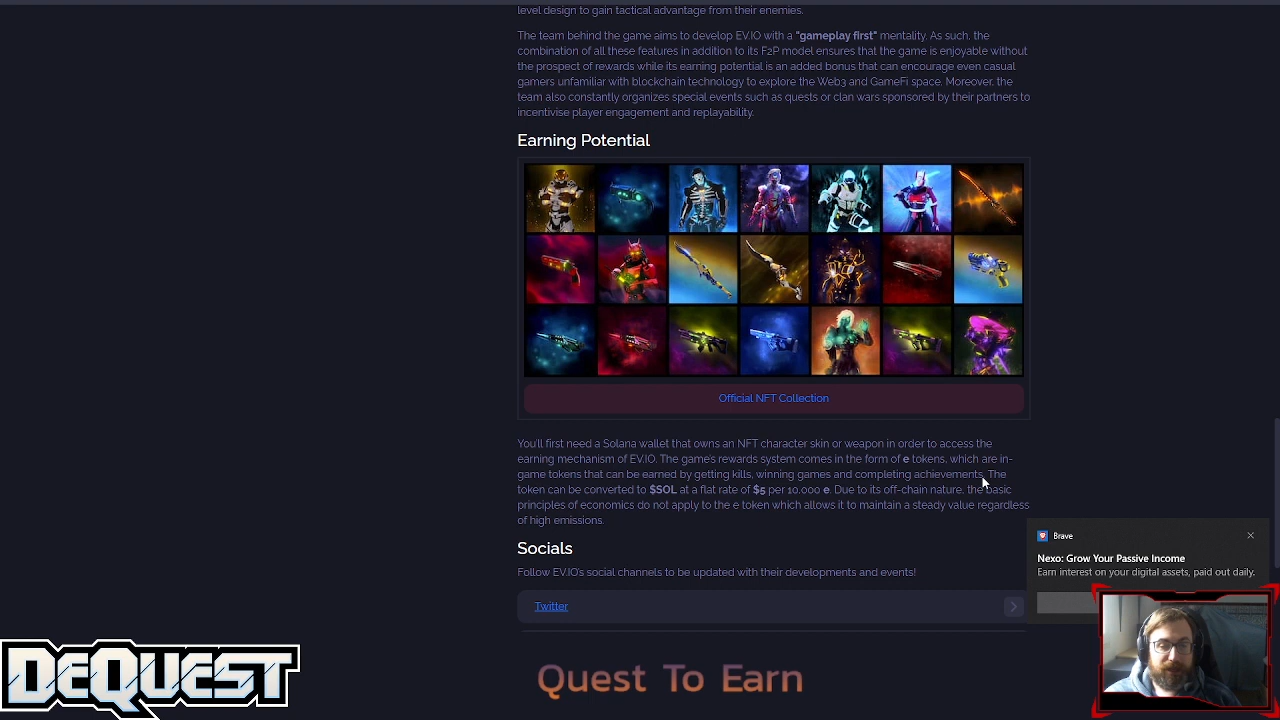 level design to gain tactical advantage from their enemies.
The team behind the game aims to develop EV.IO with a "gameplay first" mentality. As such, the
combination of all these features in addition to its F2P model ensures that the game is enjoyable without
the prospect of rewards while its earning potential is an added bonus that can encourage even casual
gamers unfamiliar with blockchain technology to explore the Web3 and GameFi space. Moreover, the
team also constantly organizes special events such as quests or clan wars sponsored by their partners to
incentivise player engagement and replayability.
Earning Potential
Official NFT Collection
You'll first need a Solana wallet that owns an NFT character skin or weapon in order to access the
earning mechanism of EV.IO. The game's rewards system comes in the form of e tokens, which are in-
game tokens that can be earned by getting kills, winning games and completing achievements. The
token can be converted to $SOL at a flat rate of $5 per 10.000 e. Due to its off-chain nature, the basic
principles of economics do not apply to the e token which allows it to maintain a steady value regardless
of high emissions.
Brave
Nexo: Grow Your Passive Income
Earn interest on your digital assets, paid out daily.
Socials
Follow EV.IO's social channels to be updated with their developments and events!
Twitter
DEQUEST
Quest To Earn